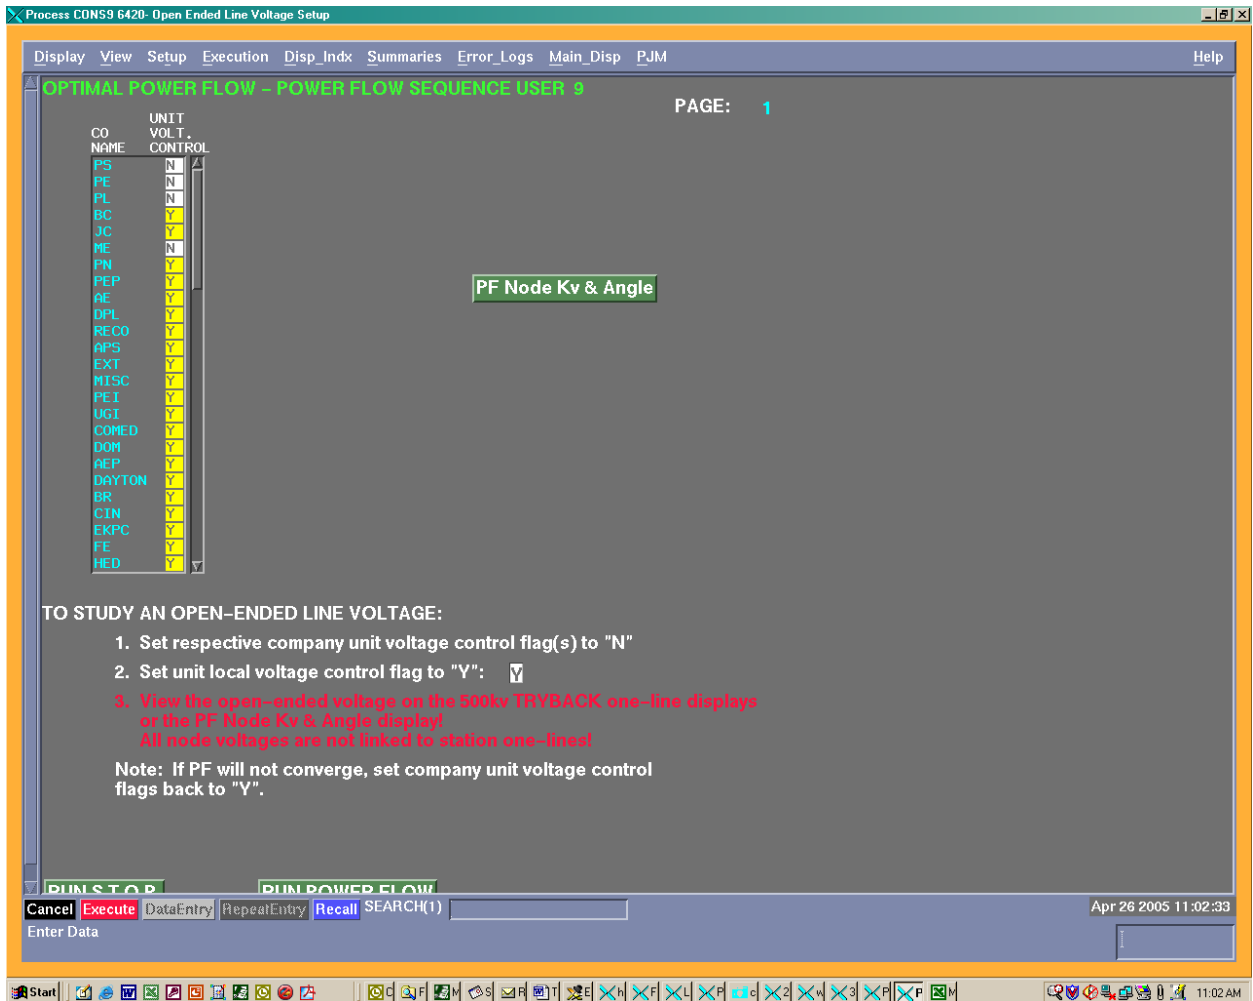 Process CONS9 6420- Open Ended Line Voltage Setup
Display View Setup Execution Disp_Indx Summaries Error_Logs Main_Disp PJM Help
OPTIMAL POWER FLOW – POWER FLOW SEQUENCE USER 9
PAGE: 1
UNIT
CO VOLT.
NAME CONTROL
PS N
PE N
PL N
BC Y
JC Y
ME N
PN Y
PEP Y
AE Y
DPL Y
RECO Y
APS Y
EXT Y
MISC Y
PEI Y
UGI Y
COMED Y
DOM Y
AEP Y
DAYTON Y
BR Y
CIN Y
EKPC Y
FE Y
HED Y
PF Node Kv & Angle
TO STUDY AN OPEN–ENDED LINE VOLTAGE:
1. Set respective company unit voltage control flag(s) to "N"
2. Set unit local voltage control flag to "Y": Y
3. View the open–ended voltage on the 500kv TRYBACK one–line displays
or the PF Node Kv & Angle display!
All node voltages are not linked to station one–lines!
Note: If PF will not converge, set company unit voltage control
flags back to "Y".
RUN S T O P RUN POWER FLOW
Cancel Execute DataEntry RepeatEntry Recall SEARCH(1) Apr 26 2005 11:02:33
Enter Data
Start 11:02 AM